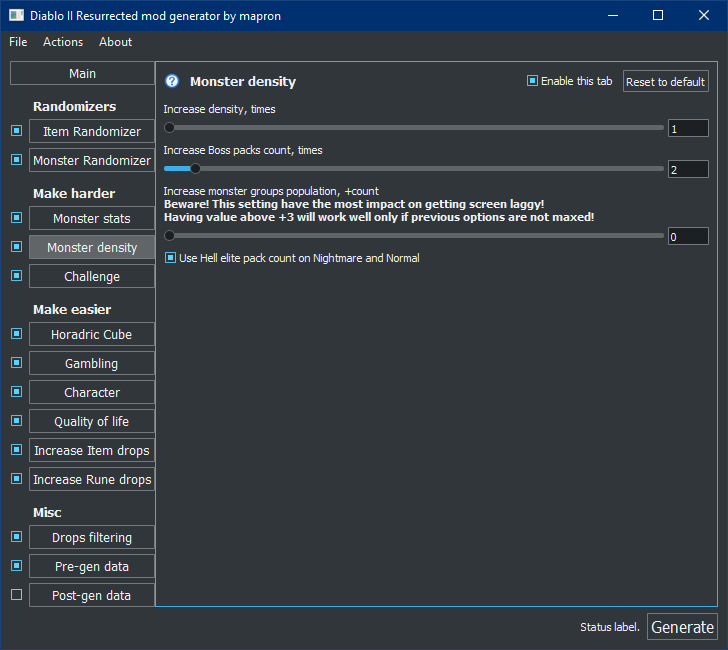 Diablo II Resurrected mod generator by mapron
File Actions About
Main
Randomizers
Item Randomizer
Monster Randomizer
Make harder
Monster stats
Monster density
Challenge
Make easier
Horadric Cube
Gambling
Character
Quality of life
Increase Item drops
Increase Rune drops
Misc
Drops filtering
Pre-gen data
Post-gen data
? Monster density
Enable this tab
Reset to default
Increase density, times
1
Increase Boss packs count, times
2
Increase monster groups population, +count
Beware! This setting have the most impact on getting screen laggy!
Having value above +3 will work well only if previous options are not maxed!
0
Use Hell elite pack count on Nightmare and Normal
Status label.
Generate